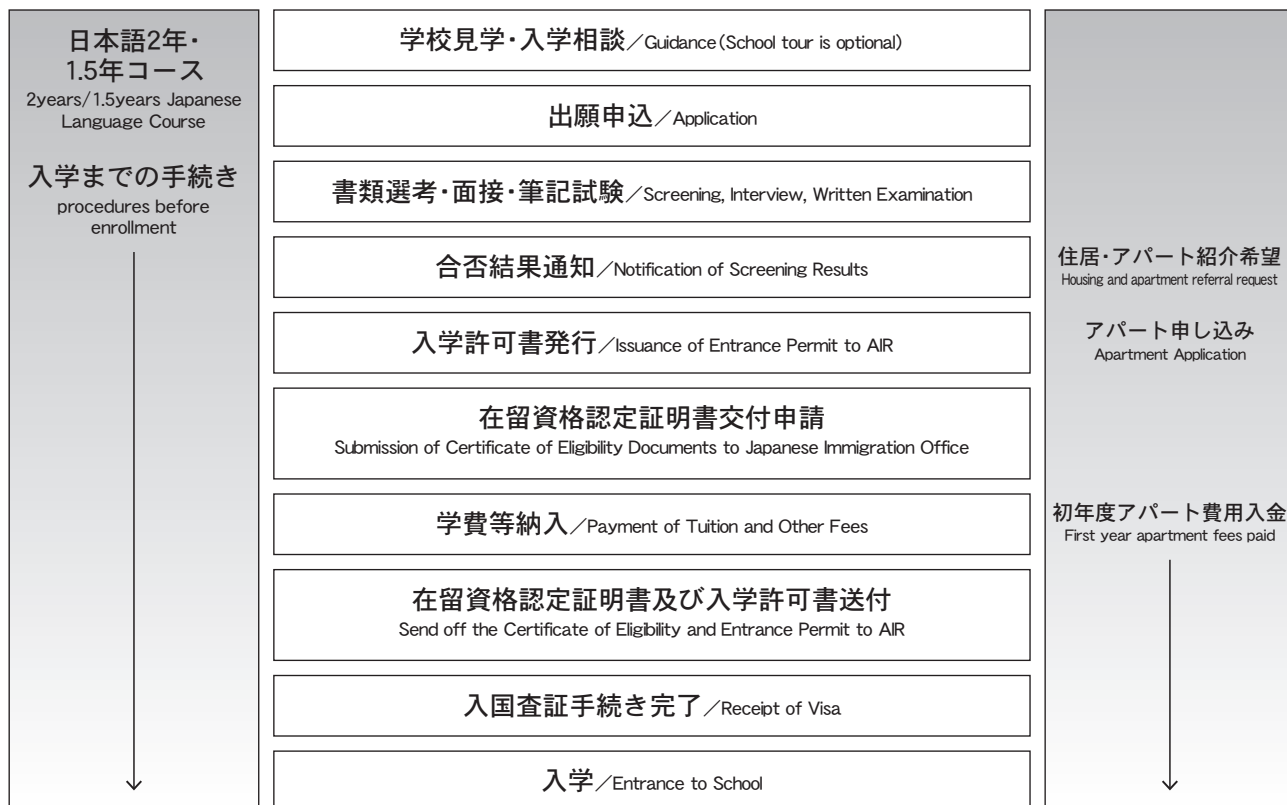 日本語2年・
1.5年コース
2years/1.5years Japanese
Language Course
入学までの手続き
procedures before
enrollment
学校見学・入学相談／Guidance(School tour is optional)
出願申込／Application
書類選考・面接・筆記試験／Screening, Interview, Written Examination
合否結果通知／Notification of Screening Results
入学許可書発行／Issuance of Entrance Permit to AIR
在留資格認定証明書交付申請
Submission of Certificate of Eligibility Documents to Japanese Immigration Office
学費等納入／Payment of Tuition and Other Fees
在留資格認定証明書及び入学許可書送付
Send off the Certificate of Eligibility and Entrance Permit to AIR
入国査証手続き完了／Receipt of Visa
入学／Entrance to School
住居・アパート紹介希望
Housing and apartment referral request
アパート申し込み
Apartment Application
初年度アパート費用入金
First year apartment fees paid